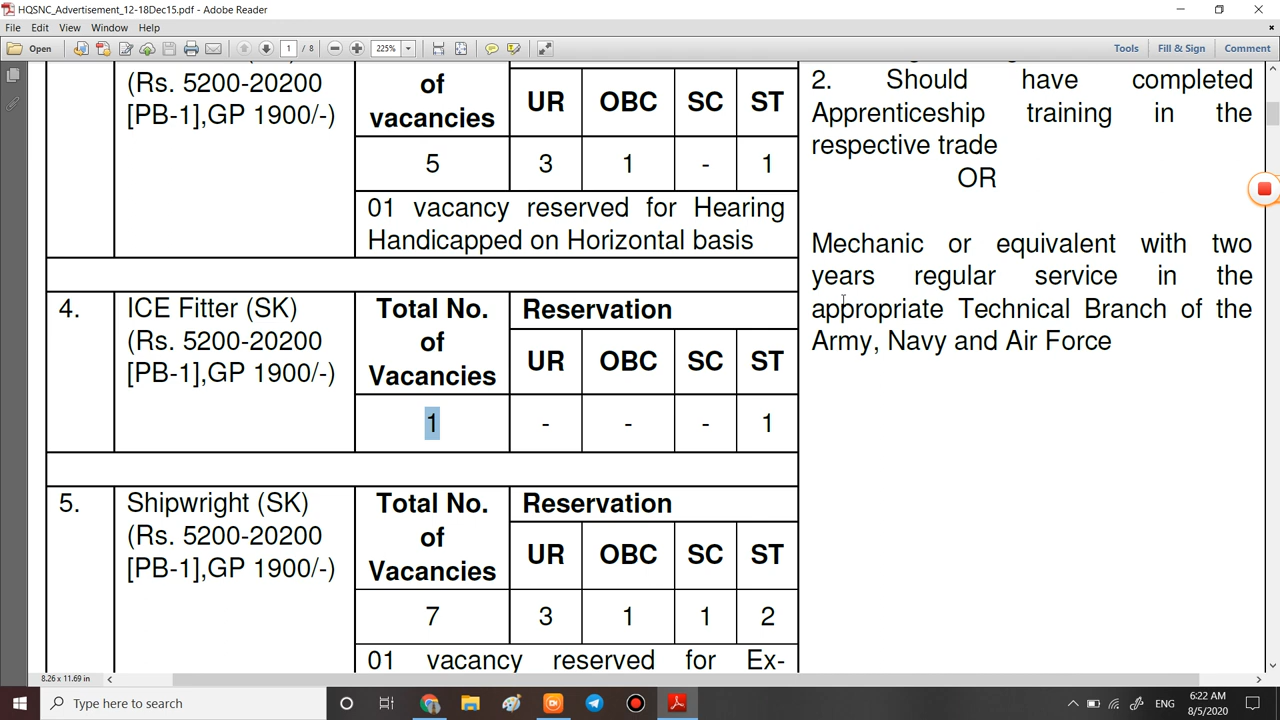 HQSNC_Advertisement_12-18Dec15.pdf - Adobe Reader
File Edit View Window Help
Open 1 / 8 225% Tools Fill & Sign Comment
(Rs. 5200-20200
[PB-1],GP 1900/-)
of
vacancies
UR OBC SC ST
5 3 1 - 1
01 vacancy reserved for Hearing
Handicapped on Horizontal basis
2. Should have completed
Apprenticeship training in the
respective trade
OR
Mechanic or equivalent with two
years regular service in the
appropriate Technical Branch of the
Army, Navy and Air Force
4. ICE Fitter (SK)
(Rs. 5200-20200
[PB-1],GP 1900/-)
Total No.
of
Vacancies
Reservation
UR OBC SC ST
1 - - - 1
5. Shipwright (SK)
(Rs. 5200-20200
[PB-1],GP 1900/-)
Total No.
of
Vacancies
Reservation
UR OBC SC ST
7 3 1 1 2
01 vacancy reserved for Ex-
8.26 x 11.69 in
Type here to search
ENG
6:22 AM
8/5/2020